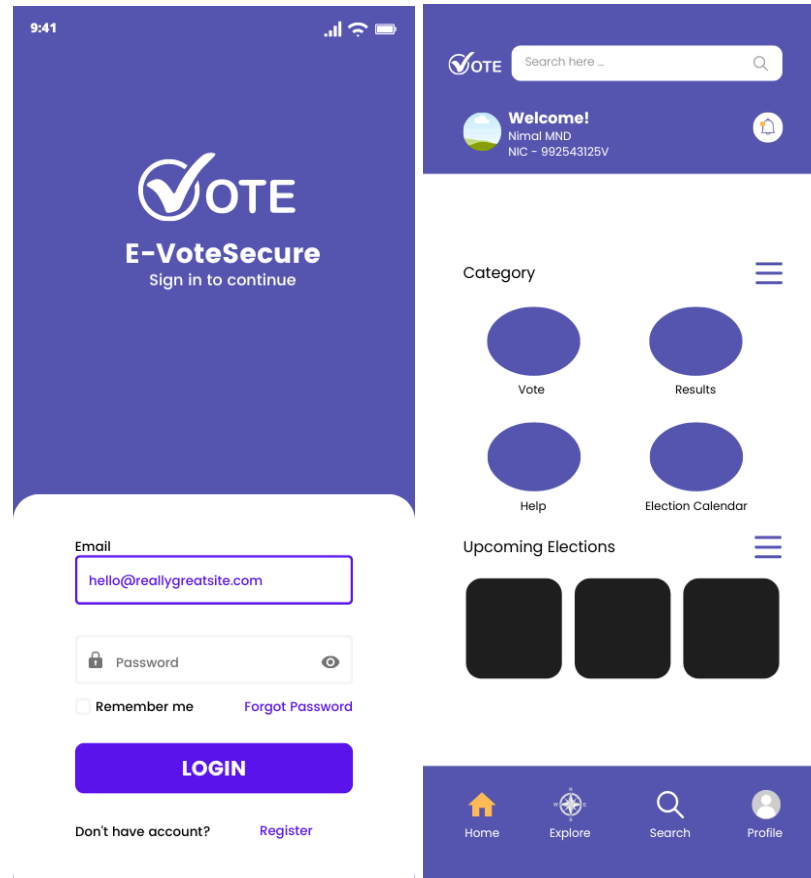 9:41
VOTE
E-VoteSecure
Sign in to continue
Email
hello@reallygreatsite.com
Password
Remember me
Forgot Password
LOGIN
Don't have account?
Register
VOTE
Search here ...
Welcome!
Nimal MND
NIC - 992543125V
Category
Vote
Results
Help
Election Calendar
Upcoming Elections
Home
Explore
Search
Profile